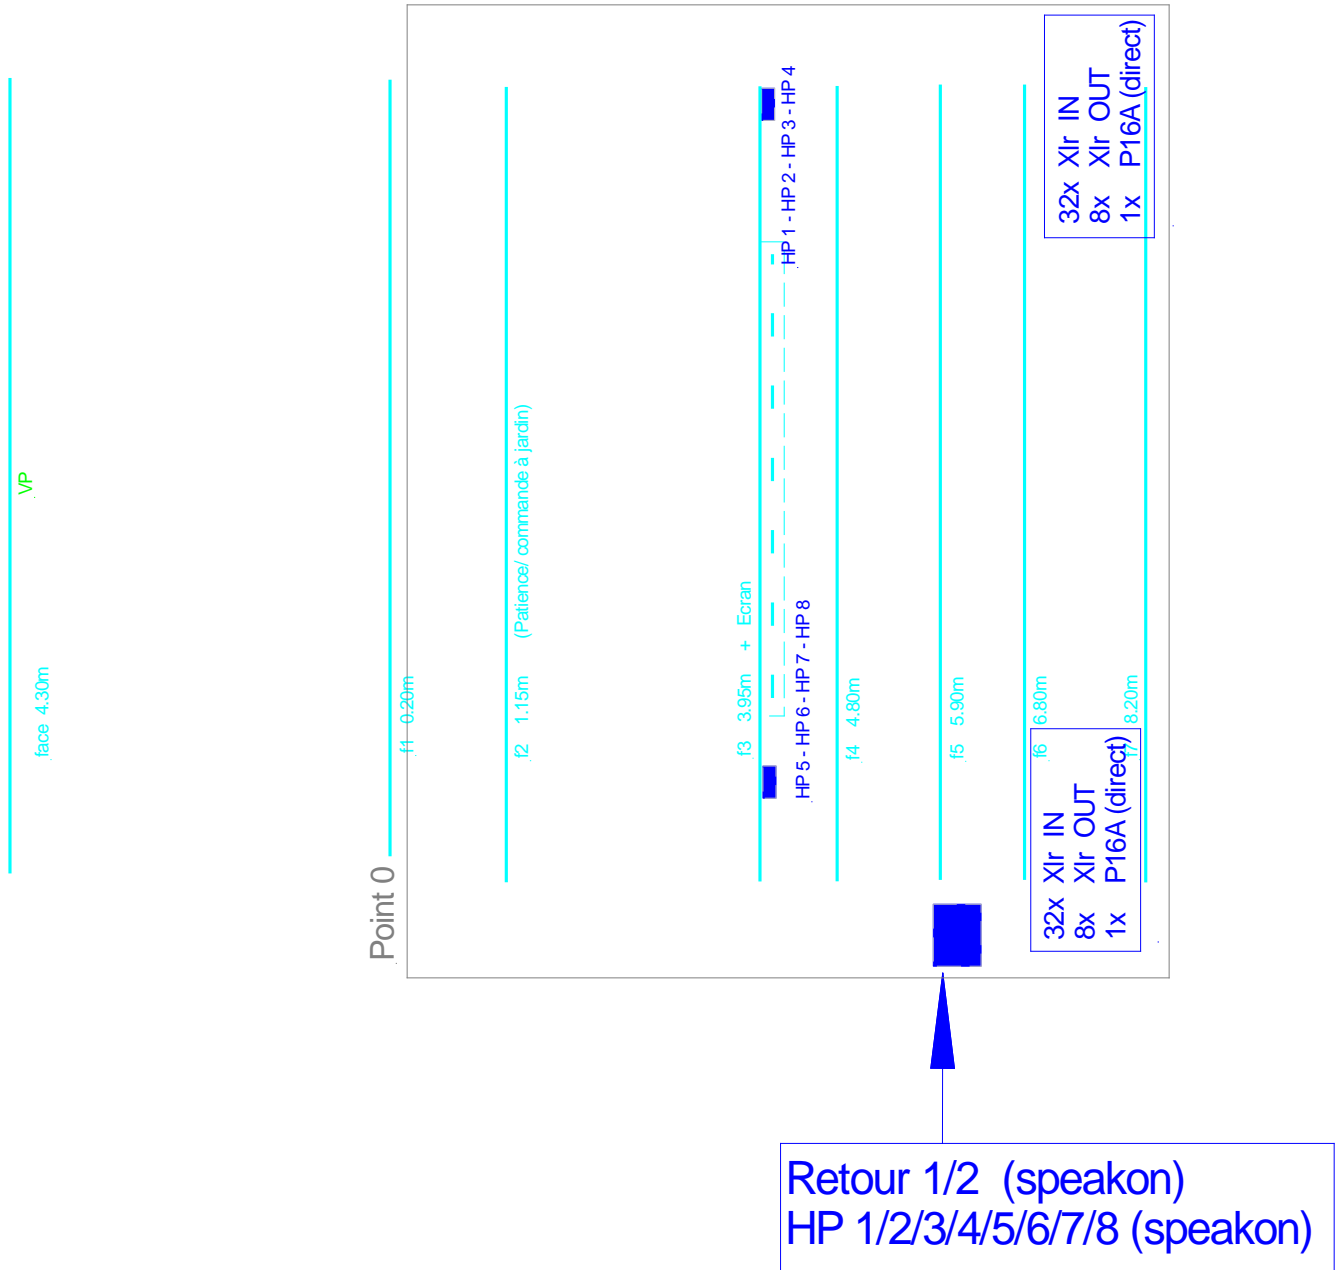 VP
face 4.30m
Point 0
f1 0.20m
f2 1.15m (Patience/ commande à jardin)
f3 3.95m + Ecran
HP 1 - HP 2 - HP 3 - HP 4
HP 5 - HP 6 - HP 7 - HP 8
f4 4.80m
f5 5.90m
f6 6.80m
f7 8.20m
32x Xlr IN
8x Xlr OUT
1x P16A (direct)
32x Xlr IN
8x Xlr OUT
1x P16A (direct)
Retour 1/2 (speakon)
HP 1/2/3/4/5/6/7/8 (speakon)